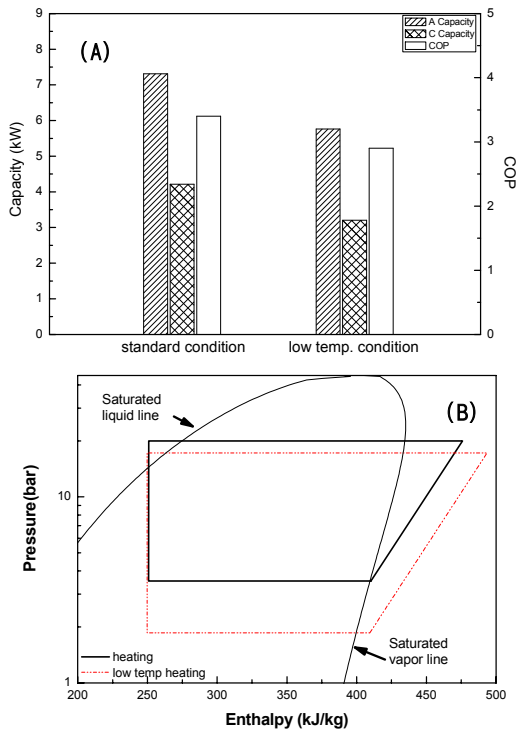 (A)
A Capacity
C Capacity
COP
9
8
7
6
5
4
3
2
1
0
Capacity (kW)
5
4
3
2
1
0
COP
standard condition
low temp. condition
(B)
Saturated
liquid line
Saturated
vapor line
heating
low temp heating
10
1
Pressure(bar)
200
250
300
350
400
450
500
Enthalpy (kJ/kg)